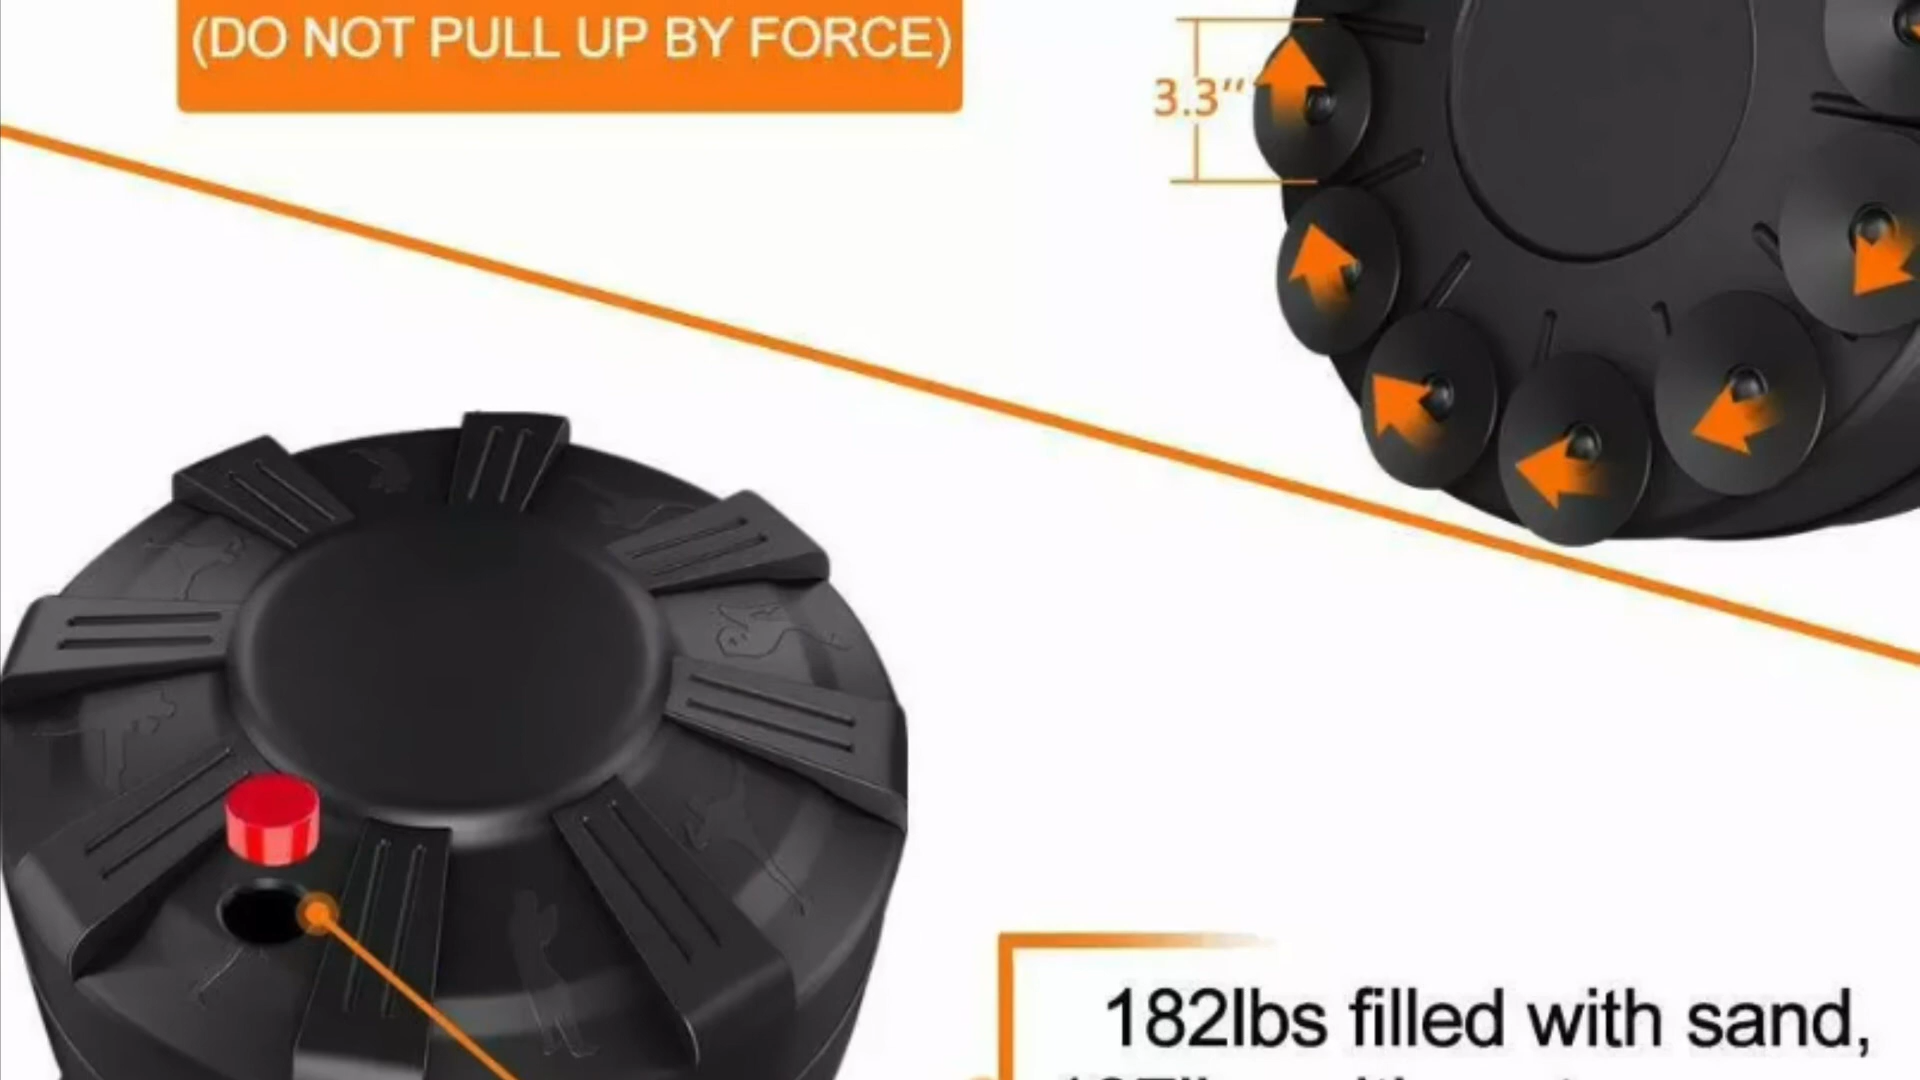 (DO NOT PULL UP BY FORCE)
3.3“
182lbs filled with sand,